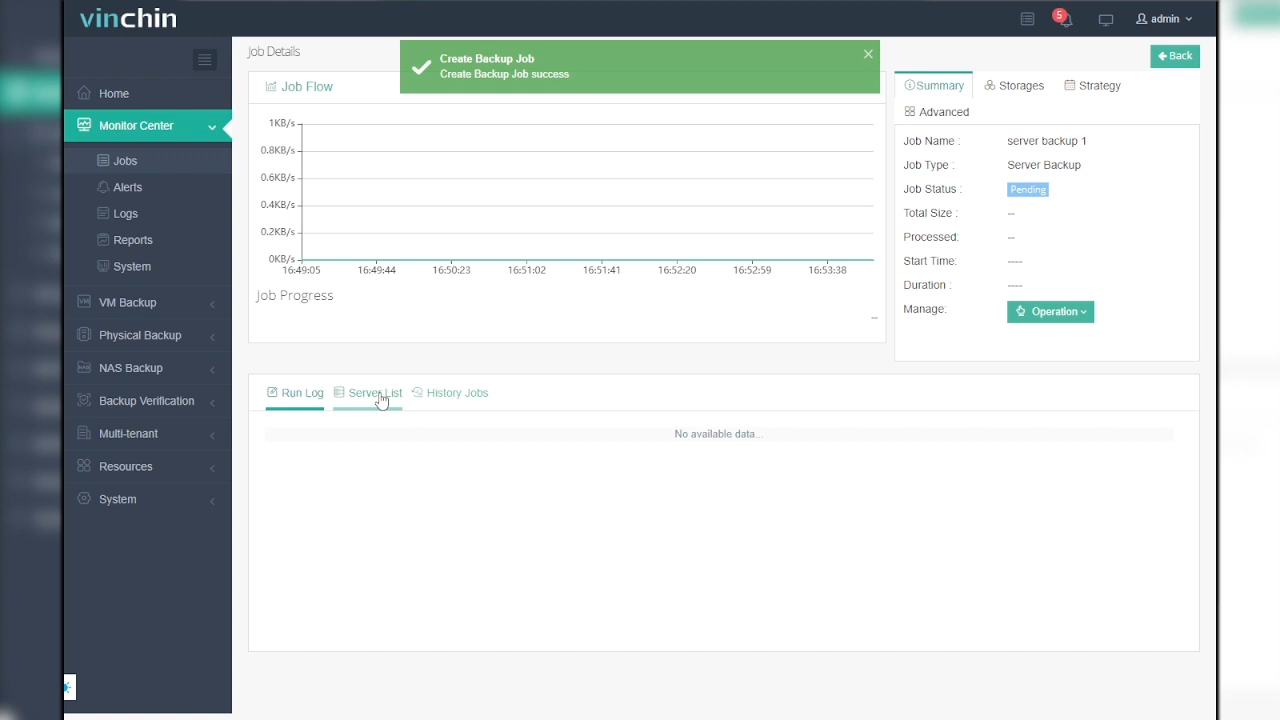 vinchin
5
admin
Job Details
Create Backup Job
Create Backup Job success
Back
Home
Monitor Center
Jobs
Alerts
Logs
Reports
System
VM Backup
Physical Backup
NAS Backup
Backup Verification
Multi-tenant
Resources
System
Job Flow
1KB/s
0.8KB/s
0.6KB/s
0.4KB/s
0.2KB/s
0KB/s
16:49:05 16:49:44 16:50:23 16:51:02 16:51:41 16:52:20 16:52:59 16:53:38
Job Progress
--
Summary Storages Strategy
Advanced
Job Name : server backup 1
Job Type : Server Backup
Job Status : Pending
Total Size : --
Processed: --
Start Time: ----
Duration : ----
Manage: Operation
Run Log Server List History Jobs
No available data...